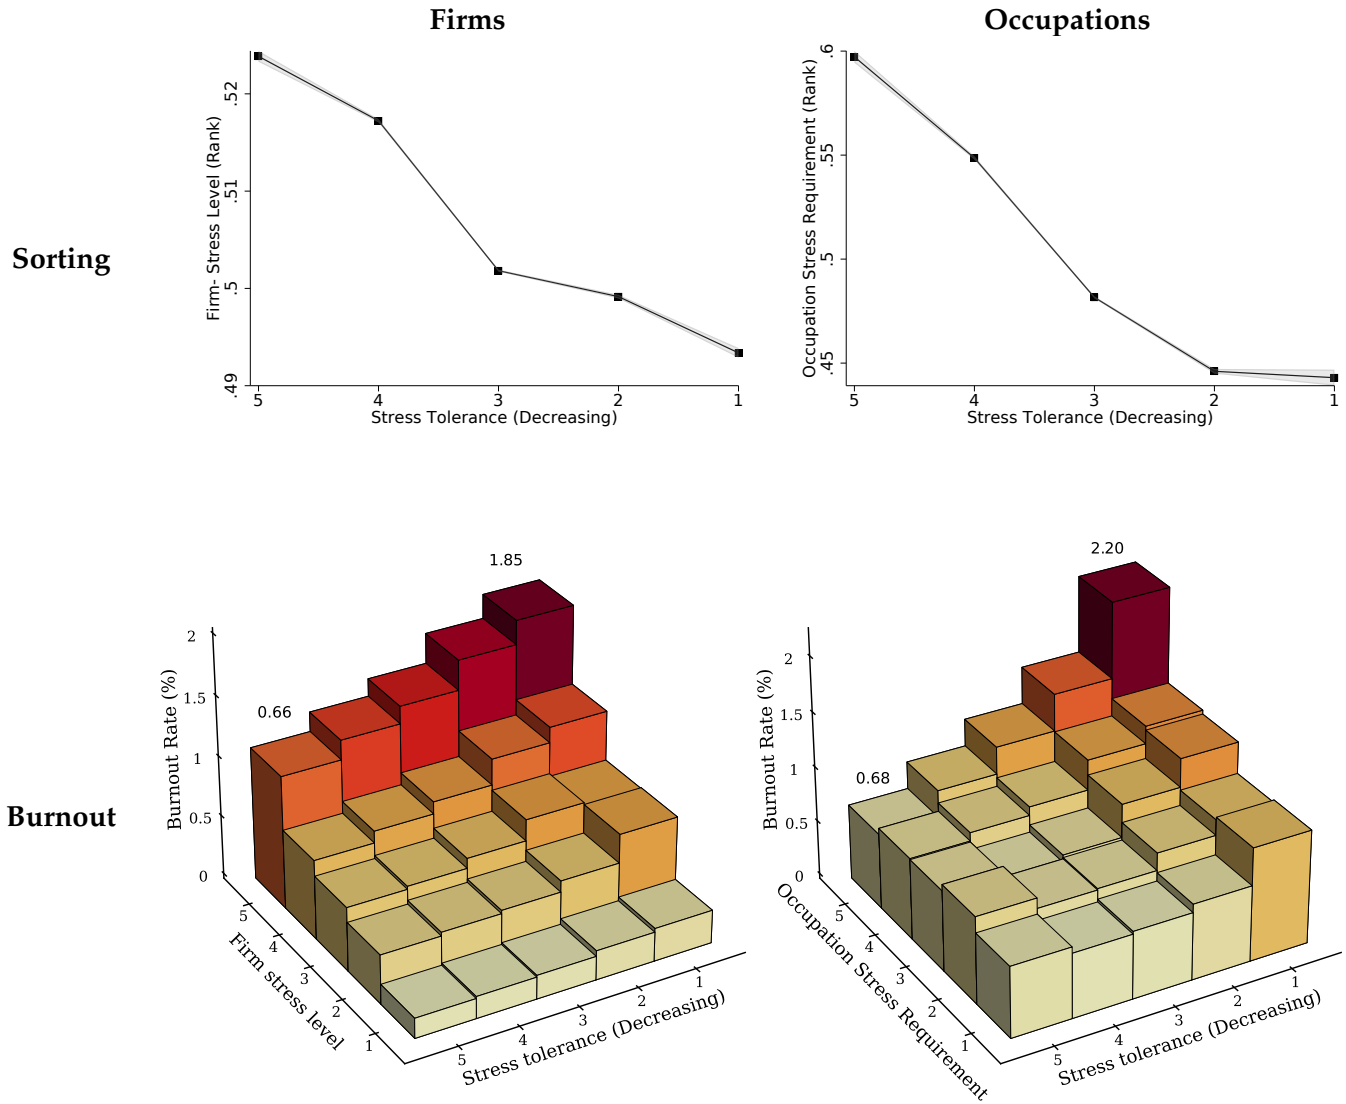 Firms
Occupations
Sorting
Firm- Stress Level (Rank)
.52
.51
.5
.49
5 4 3 2 1
Stress Tolerance (Decreasing)
Occupation Stress Requirement (Rank)
.6
.55
.5
.45
5 4 3 2 1
Stress Tolerance (Decreasing)
Burnout
Burnout Rate (%)
2
1.5
1
0.5
0
0.66
1.85
5
4
3
2
1
Firm stress level
5
4
3
2
1
Stress tolerance (Decreasing)
Burnout Rate (%)
2
1.5
1
0.5
0
0.68
2.20
5
4
3
2
1
Occupation Stress Requirement
5
4
3
2
1
Stress tolerance (Decreasing)